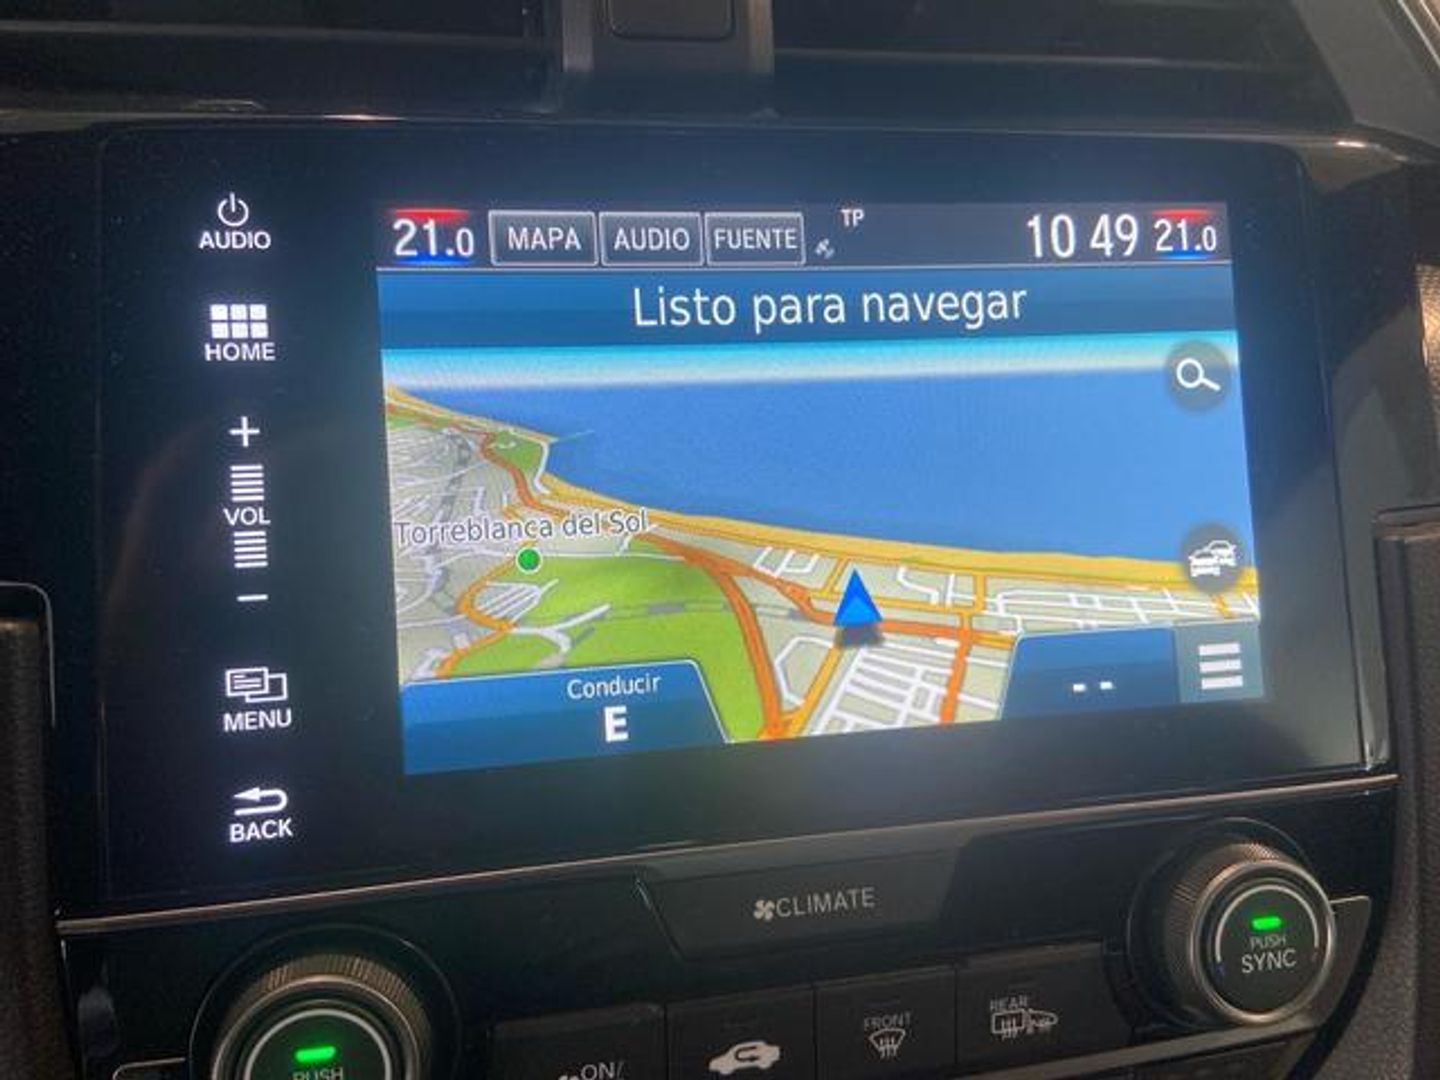 AUDIO
HOME
VOL
MENU
BACK
21.0 MAPA AUDIO FUENTE TP 10 49 21.0
Listo para navegar
Torreblanca del Sol
Conducir
E
--
CLIMATE
PUSH
SYNC
PUSH
ON/
FRONT
REAR